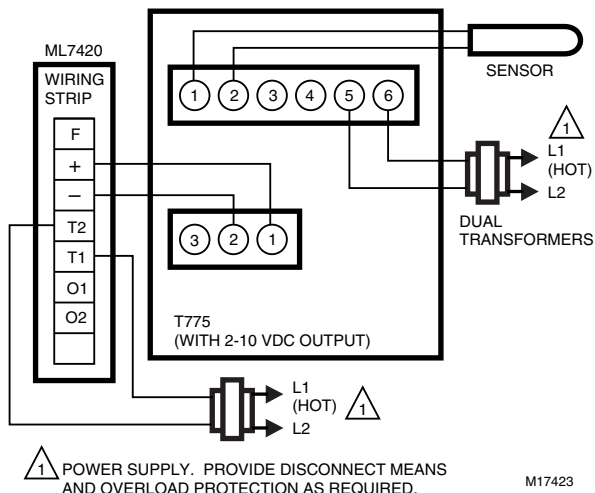 ML7420
WIRING
STRIP
F
+
–
T2
T1
O1
O2
1 2 3 4 5 6
3 2 1
T775
(WITH 2-10 VDC OUTPUT)
SENSOR
1
L1
(HOT)
L2
DUAL
TRANSFORMERS
L1
(HOT)
L2
1
1 POWER SUPPLY. PROVIDE DISCONNECT MEANS
AND OVERLOAD PROTECTION AS REQUIRED.
M17423